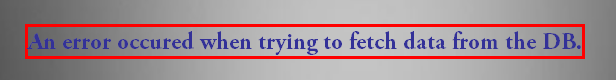 An error occured when trying to fetch data from the DB.